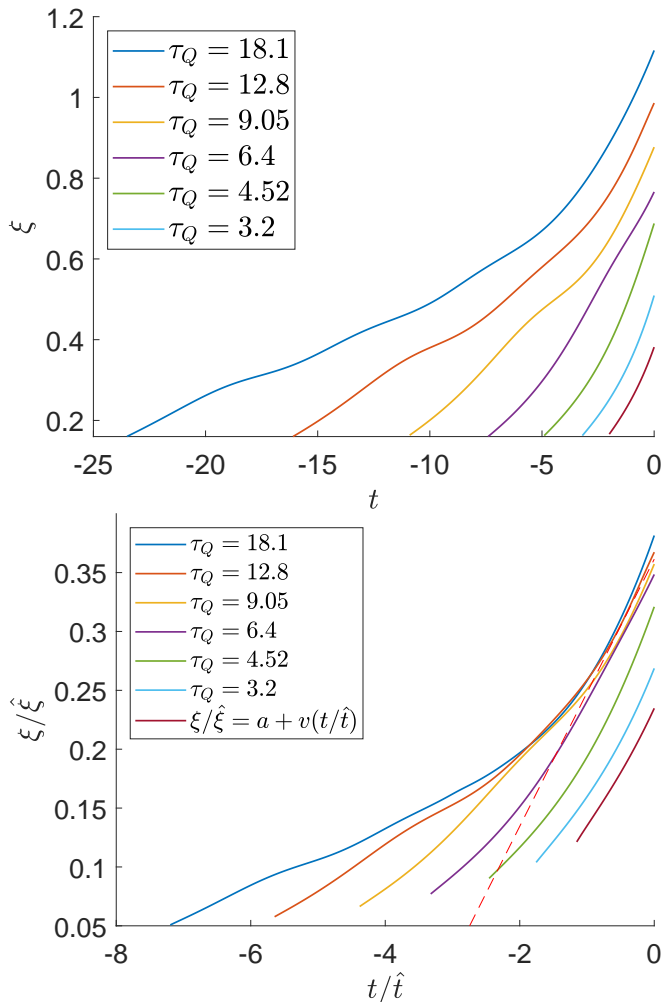 1.2
1
0.8
0.6
0.4
0.2
ξ
τ_Q = 18.1
τ_Q = 12.8
τ_Q = 9.05
τ_Q = 6.4
τ_Q = 4.52
τ_Q = 3.2
-25 -20 -15 -10 -5 0
t
0.35
0.3
0.25
0.2
0.15
0.1
0.05
ξ/ξ̂
τ_Q = 18.1
τ_Q = 12.8
τ_Q = 9.05
τ_Q = 6.4
τ_Q = 4.52
τ_Q = 3.2
ξ/ξ̂ = a + v(t/t̂)
-8 -6 -4 -2 0
t/t̂